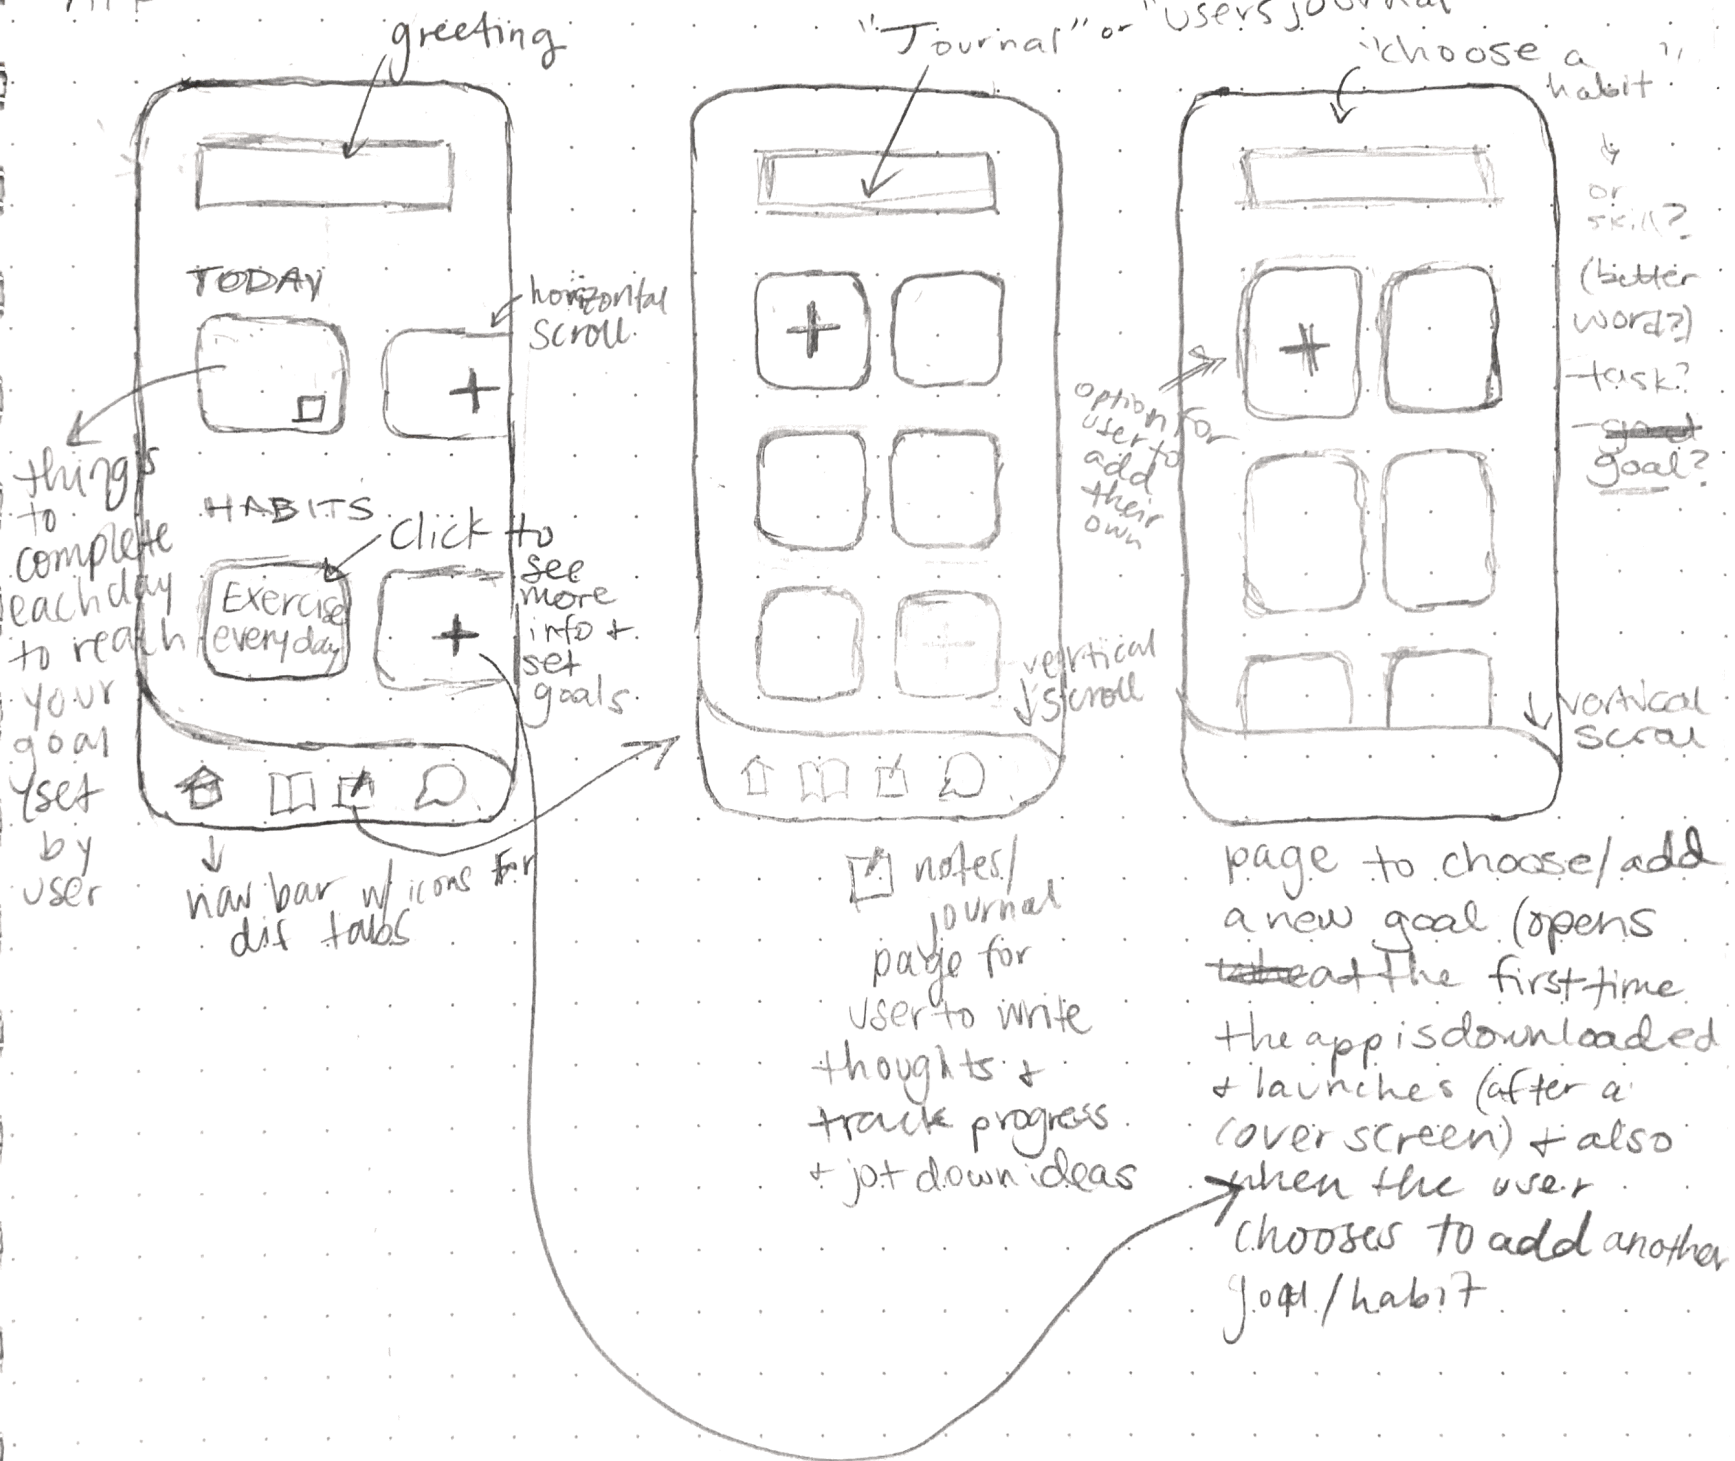 greeting
"Journal" or "users journal
"choose a
habit"
or
skill?
(better
word?)
task?
goal?
TODAY
horizontal
scroll
+
+
+
things
to
complete
each day
to reach
your
goal
set
by
user
HABITS
click to
see
more
info +
set
goals
Exercise
everyday
+
option for
user to
add
their
own
vertical
scroll
vertical
scroll
nav bar w/ icons for
dif tabs
notes/
journal
page for
user to write
thoughts +
track progress
+ jot down ideas
page to choose/add
a new goal (opens
at the first time
the app is downloaded
+ launches (after a
cover screen) + also
when the user
chooses to add another
goal/habit